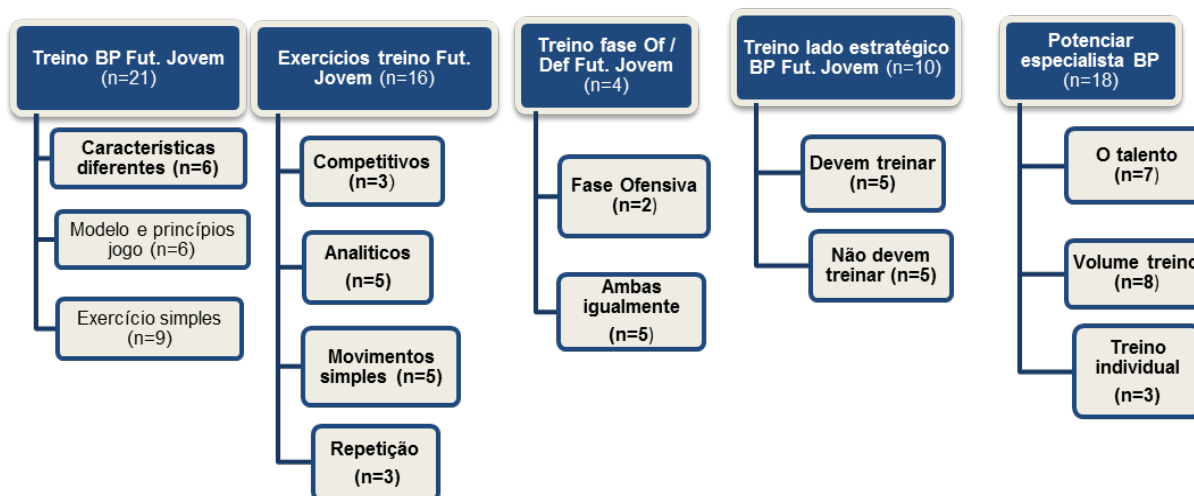 Treino BP Fut. Jovem
(n=21)
Características
diferentes (n=6)
Modelo e princípios
jogo (n=6)
Exercício simples
(n=9)
Exercícios treino Fut.
Jovem (n=16)
Competitivos
(n=3)
Analiticos
(n=5)
Movimentos
simples (n=5)
Repetição
(n=3)
Treino fase Of /
Def Fut. Jovem
(n=4)
Fase Ofensiva
(n=2)
Ambas
igualmente
(n=5)
Treino lado estratégico
BP Fut. Jovem (n=10)
Devem treinar
(n=5)
Não devem
treinar (n=5)
Potenciar
especialista BP
(n=18)
O talento
(n=7)
Volume treino
(n=8)
Treino
individual
(n=3)